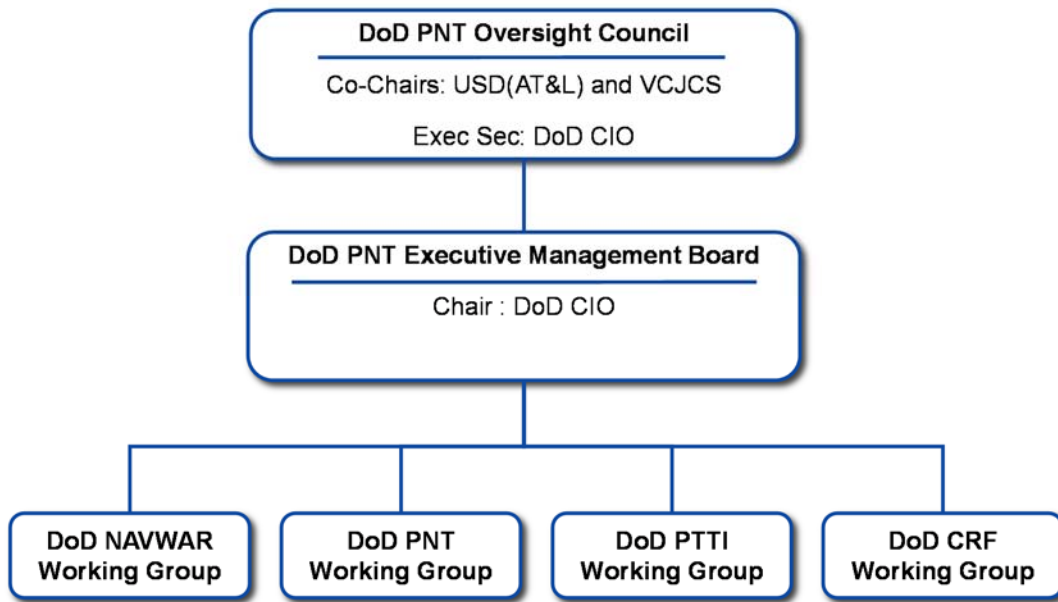 DoD PNT Oversight Council
Co-Chairs: USD(AT&L) and VCJCS
Exec Sec: DoD CIO
DoD PNT Executive Management Board
Chair : DoD CIO
DoD NAVWAR
Working Group
DoD PNT
Working Group
DoD PTTI
Working Group
DoD CRF
Working Group